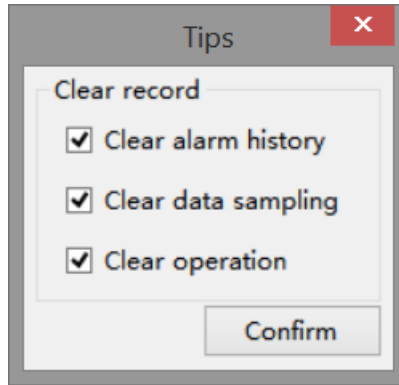 Tips
Clear record
Clear alarm history
Clear data sampling
Clear operation
Confirm